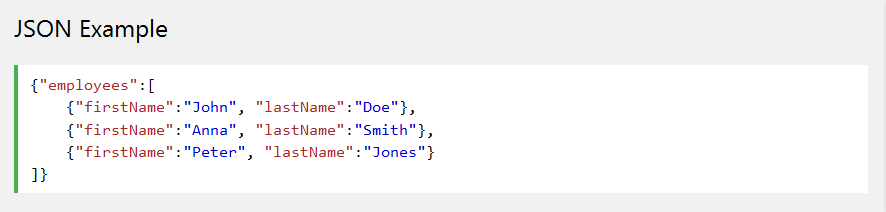 JSON Example
{"employees":[
    {"firstName":"John", "lastName":"Doe"},
    {"firstName":"Anna", "lastName":"Smith"},
    {"firstName":"Peter", "lastName":"Jones"}
]}